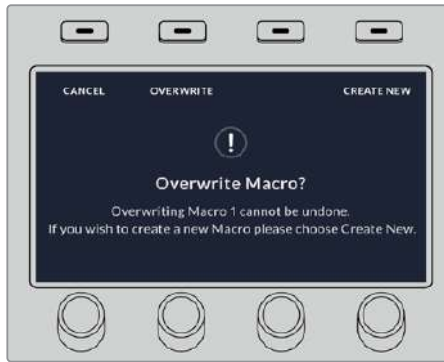 CANCEL OVERWRITE CREATE NEW
Overwrite Macro?
Overwriting Macro 1 cannot be undone.
If you wish to create a new Macro please choose Create New.